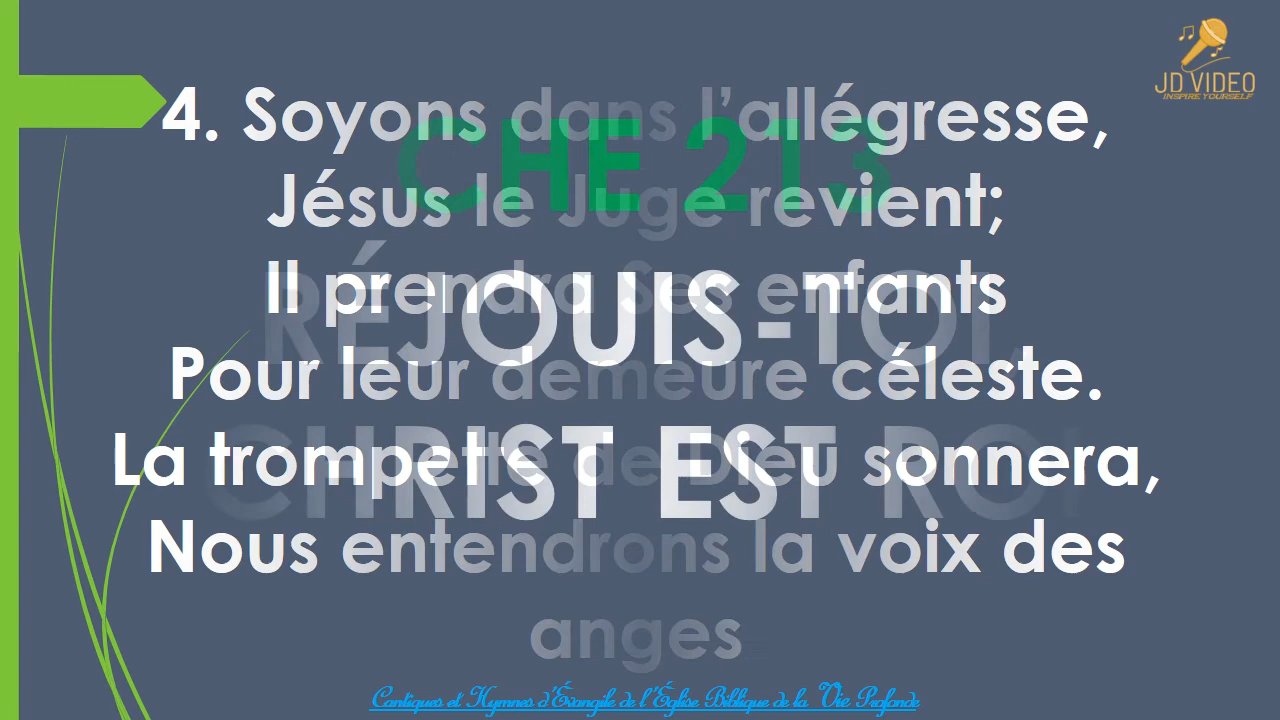 JD VIDEO
INSPIRE YOURSELF
4. Soyons dans l’allégresse,
Jésus le Juge revient;
Il prendra Ses enfants
Pour leur demeure céleste.
La trompette de Dieu sonnera,
Nous entendrons la voix des
anges
CHE 213
RÉJOUIS-TOI,
CHRIST EST ROI
Cantiques et Hymnes d’Évangile de l’Église Biblique de la Vie Profonde